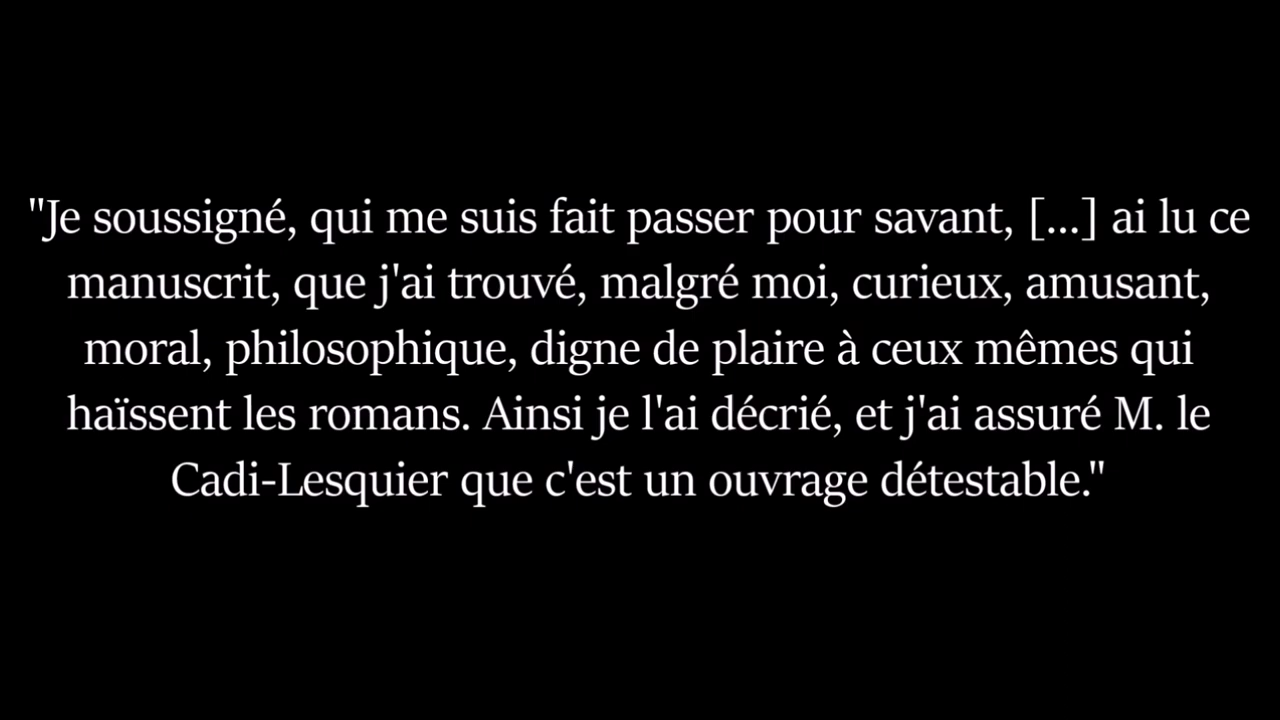 "Je soussigné, qui me suis fait passer pour savant, [...] ai lu ce
manuscrit, que j'ai trouvé, malgré moi, curieux, amusant,
moral, philosophique, digne de plaire à ceux mêmes qui
haïssent les romans. Ainsi je l'ai décrié, et j'ai assuré M. le
Cadi-Lesquier que c'est un ouvrage détestable."